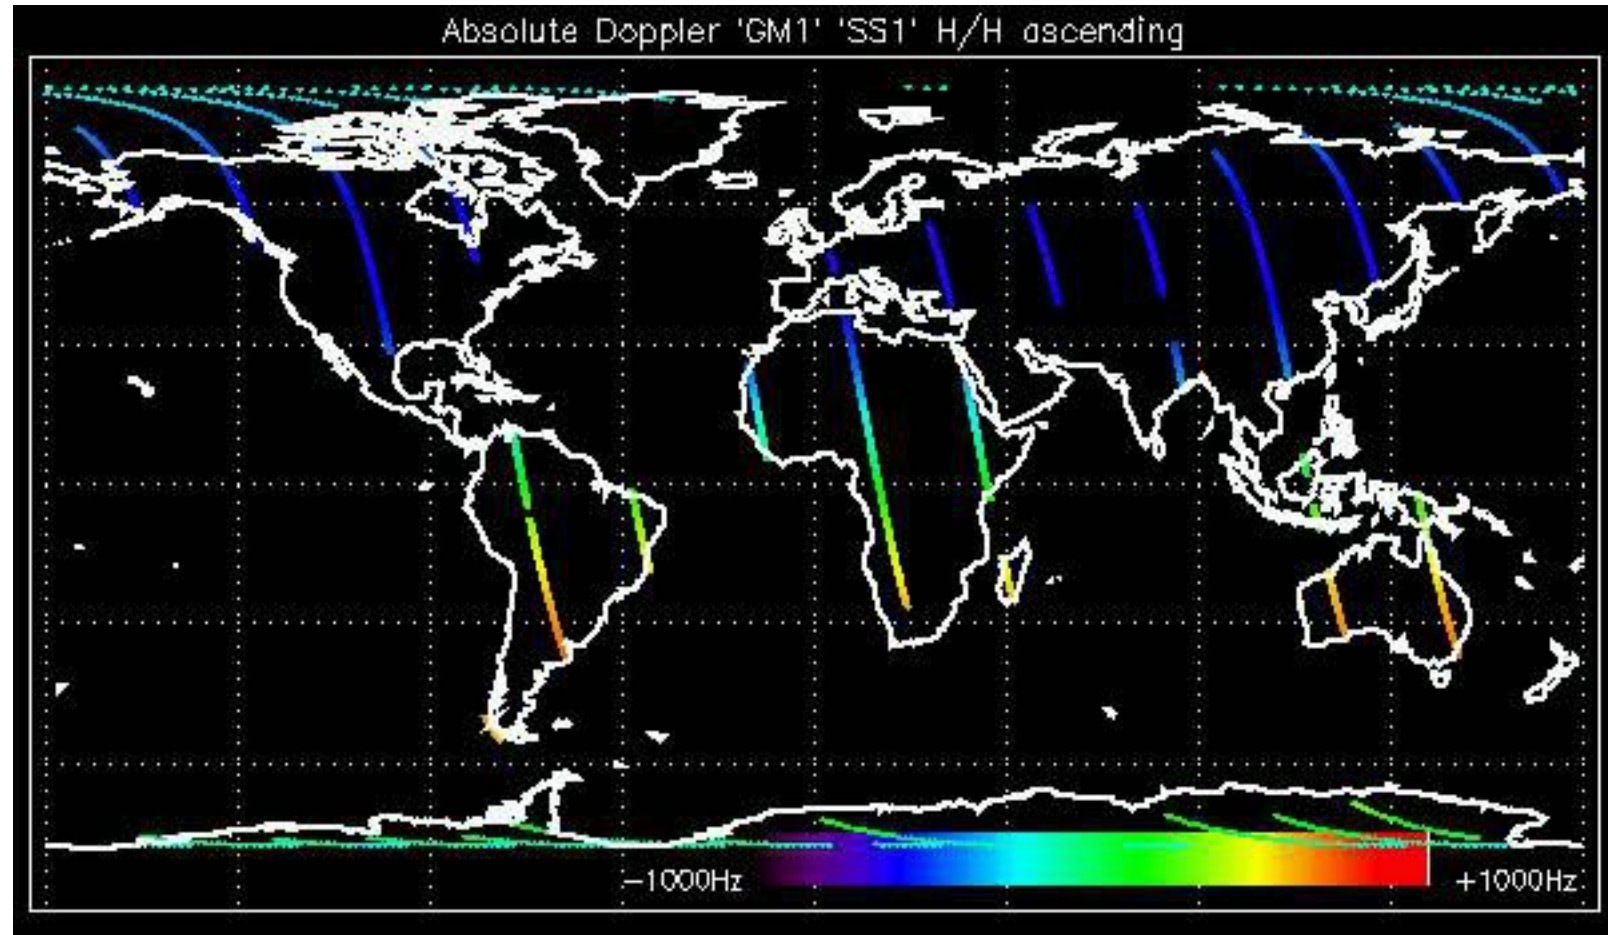 Absolute Doppler 'GM1' 'SS1' H/H ascending
−1000Hz
+1000Hz